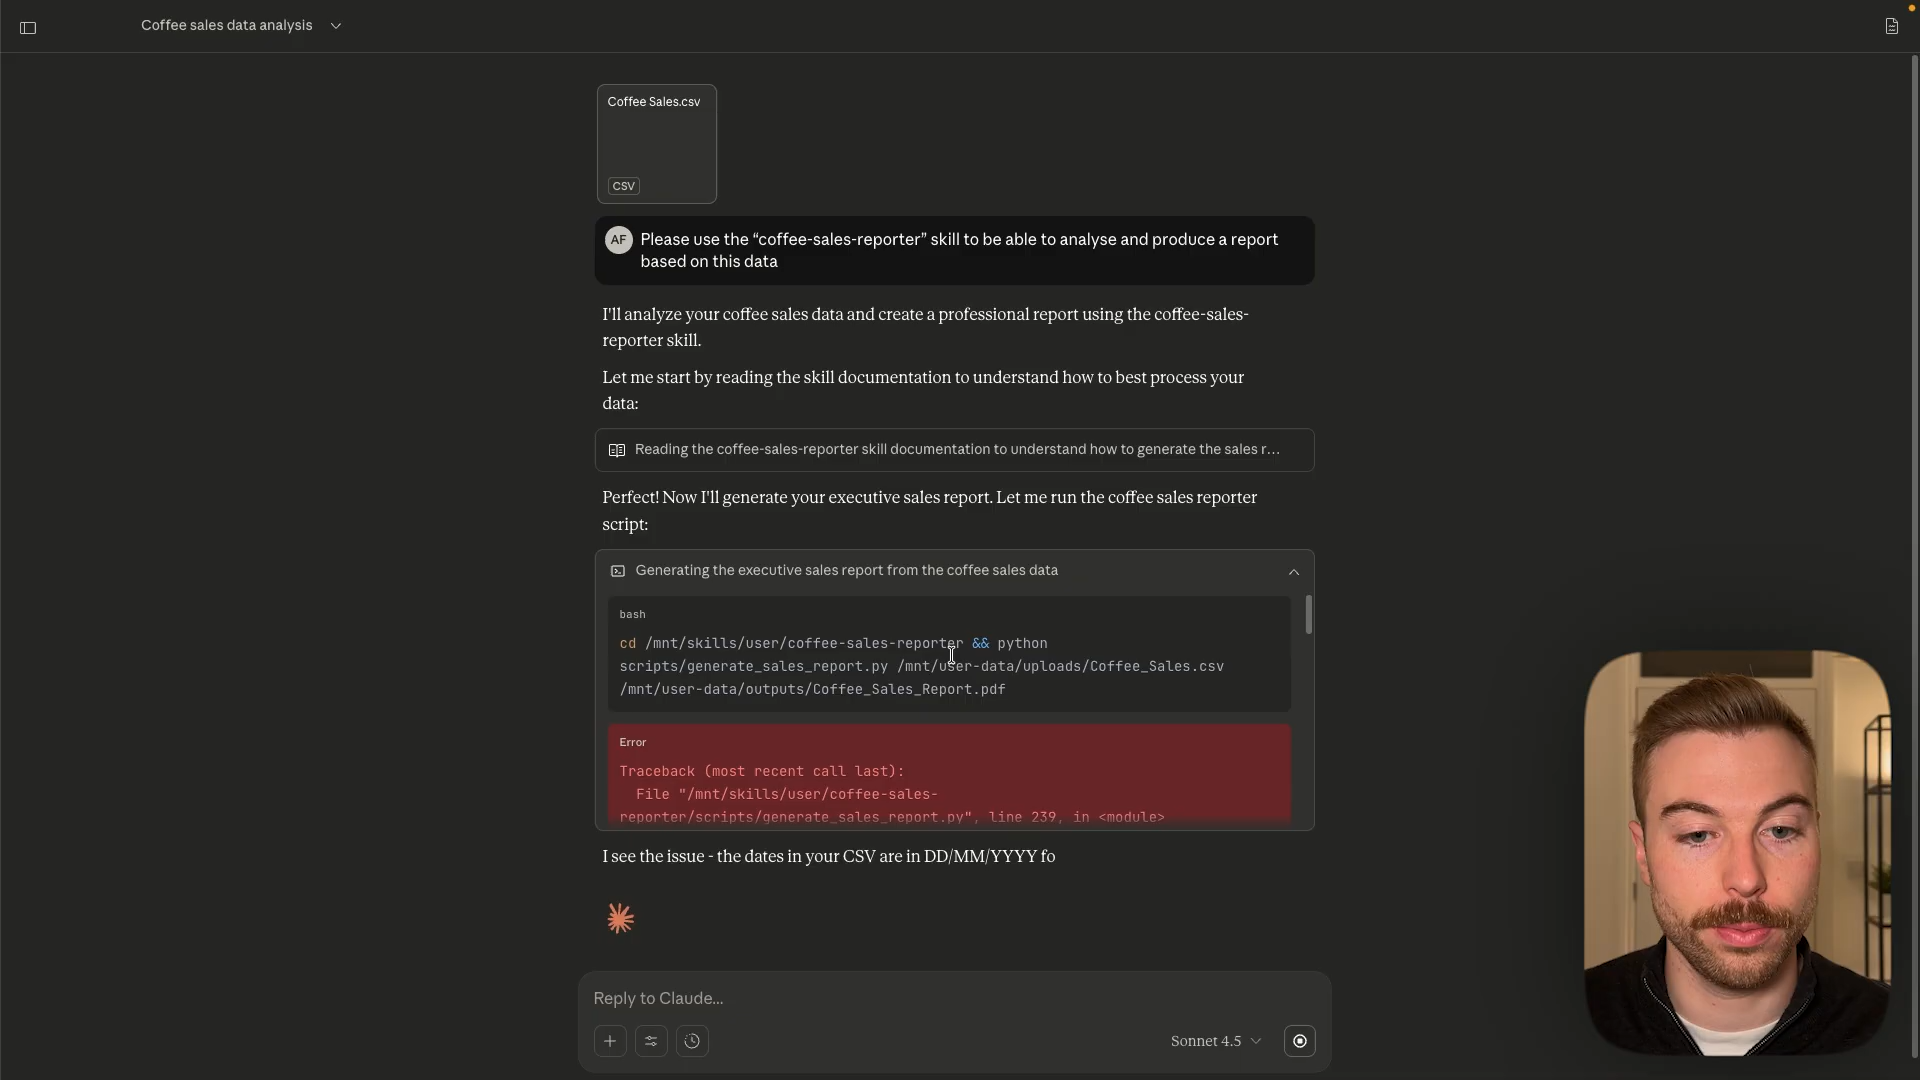 Coffee sales data analysis
Coffee Sales.csv
CSV
AF
Please use the “coffee-sales-reporter” skill to be able to analyse and produce a report
based on this data
I'll analyze your coffee sales data and create a professional report using the coffee-sales-
reporter skill.
Let me start by reading the skill documentation to understand how to best process your
data:
Reading the coffee-sales-reporter skill documentation to understand how to generate the sales r...
Perfect! Now I'll generate your executive sales report. Let me run the coffee sales reporter
script:
Generating the executive sales report from the coffee sales data
bash
cd /mnt/skills/user/coffee-sales-reporter && python
scripts/generate_sales_report.py /mnt/user-data/uploads/Coffee_Sales.csv
/mnt/user-data/outputs/Coffee_Sales_Report.pdf
Error
Traceback (most recent call last):
File "/mnt/skills/user/coffee-sales-
reporter/scripts/generate_sales_report.py", line 239, in <module>
I see the issue - the dates in your CSV are in DD/MM/YYYY fo
Reply to Claude...
Sonnet 4.5